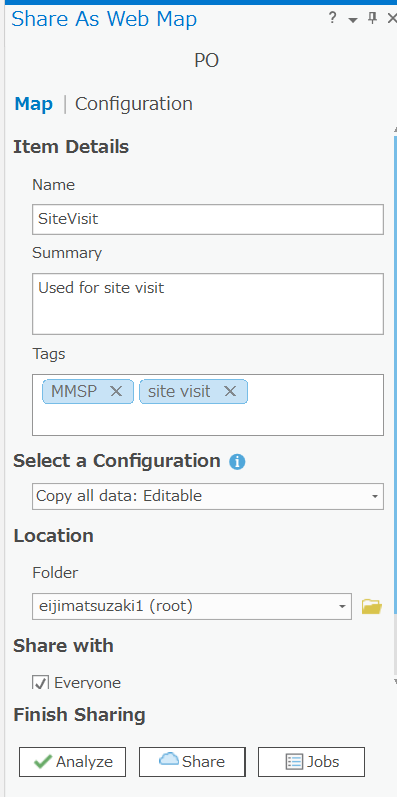 Share As Web Map
PO
Map | Configuration
Item Details
Name
SiteVisit
Summary
Used for site visit
Tags
MMSP × site visit ×
Select a Configuration
Copy all data: Editable
Location
Folder
eijimatsuzaki1 (root)
Share with
Everyone
Finish Sharing
Analyze Share Jobs